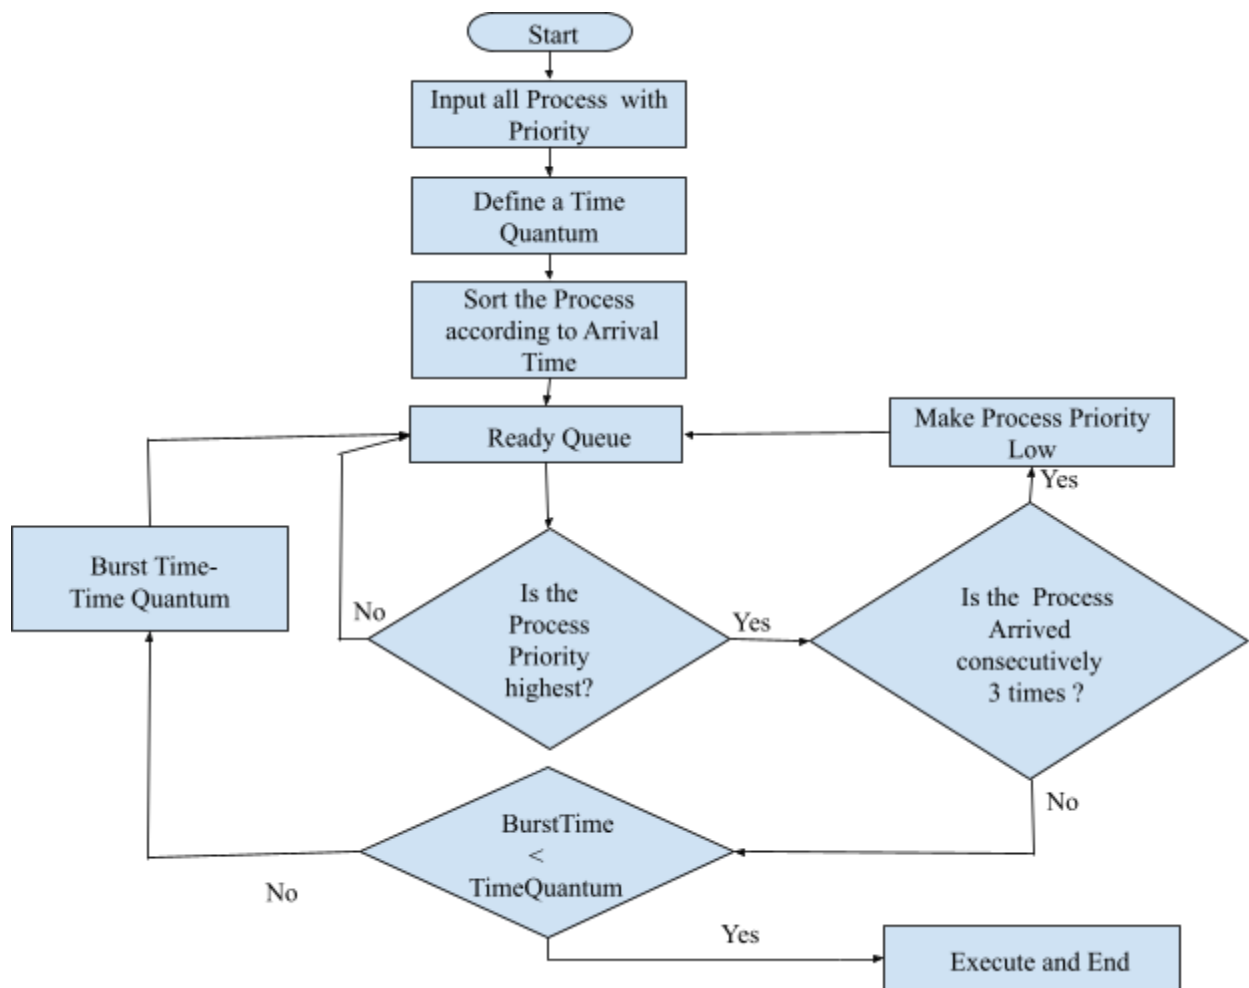 Start
Input all Process with
Priority
Define a Time
Quantum
Sort the Process
according to Arrival
Time
Ready Queue
Make Process Priority
Low
Yes
Burst Time-
Time Quantum
No
Is the
Process
Priority
highest?
Yes
Is the Process
Arrived
consecutively
3 times ?
No
BurstTime
<
TimeQuantum
No
Yes
Execute and End